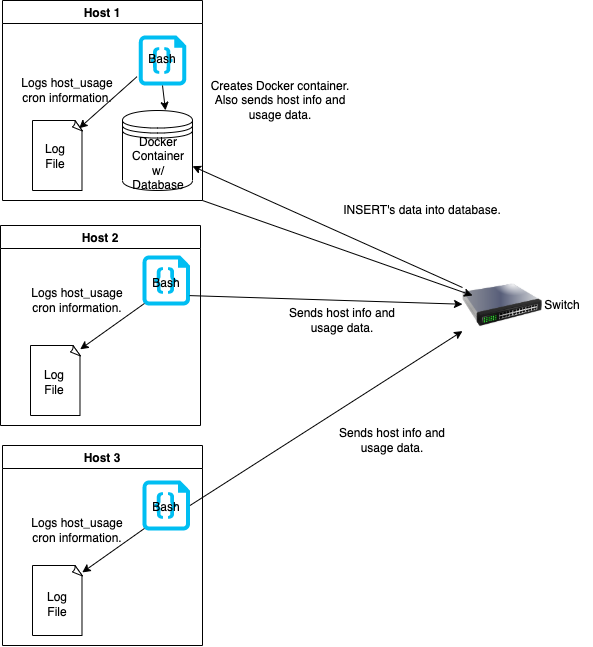 Host 1
Bash
Logs host_usage
cron information.
Creates Docker container.
Also sends host info and
usage data.
Log
File
Docker
Container
w/
Database
INSERT's data into database.
Host 2
Bash
Logs host_usage
cron information.
Sends host info and
usage data.
Switch
Log
File
Sends host info and
usage data.
Host 3
Bash
Logs host_usage
cron information.
Log
File